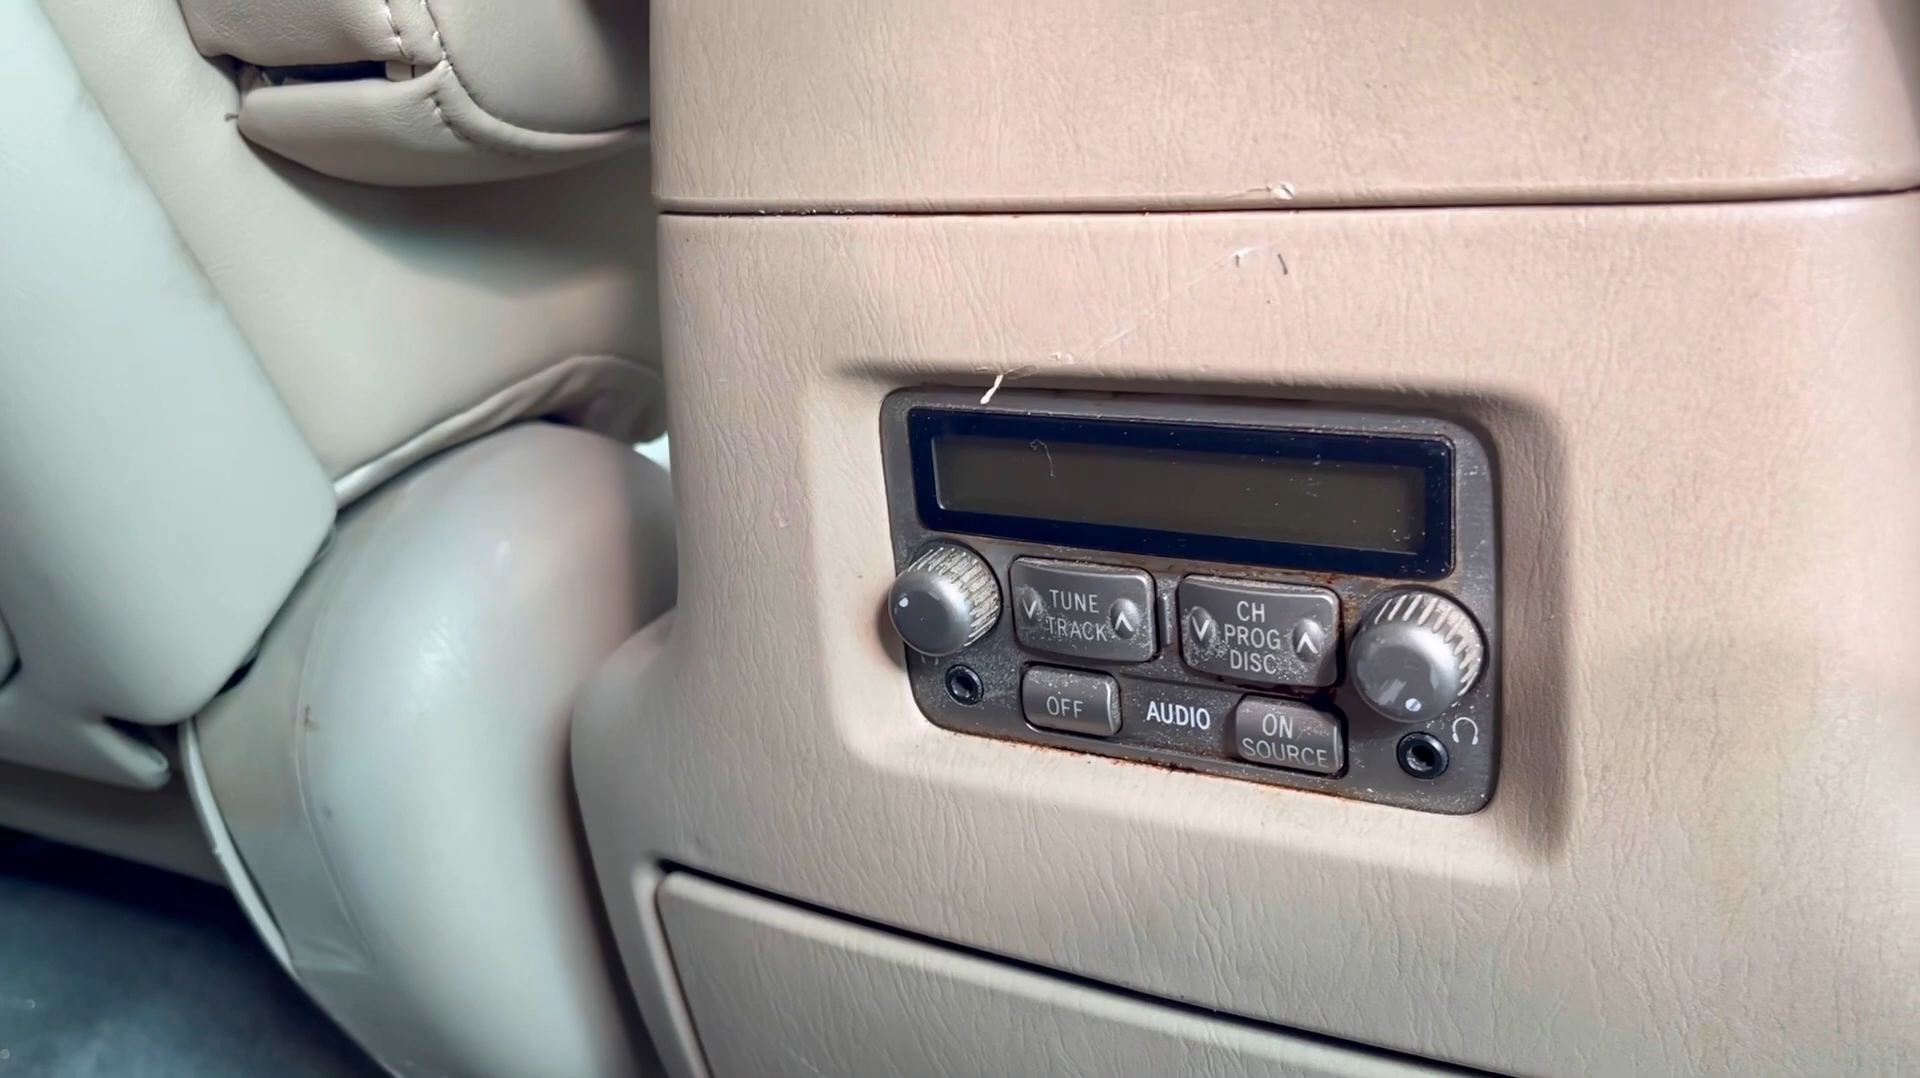 TUNE
TRACK
CH
PROG
DISC
OFF
AUDIO
ON
SOURCE